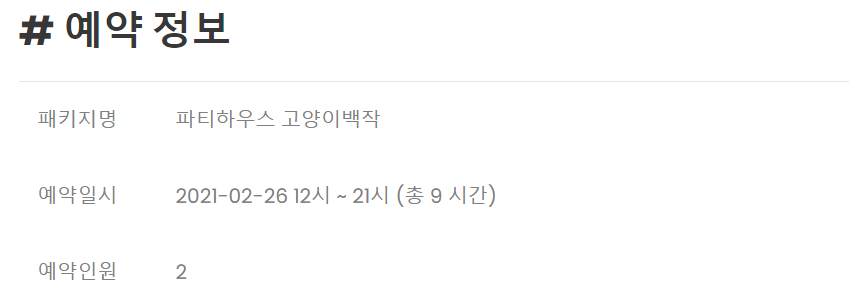 # 예약 정보
패키지명 파티하우스 고양이백작
예약일시 2021-02-26 12시 ~ 21시 (총 9 시간)
예약인원 2